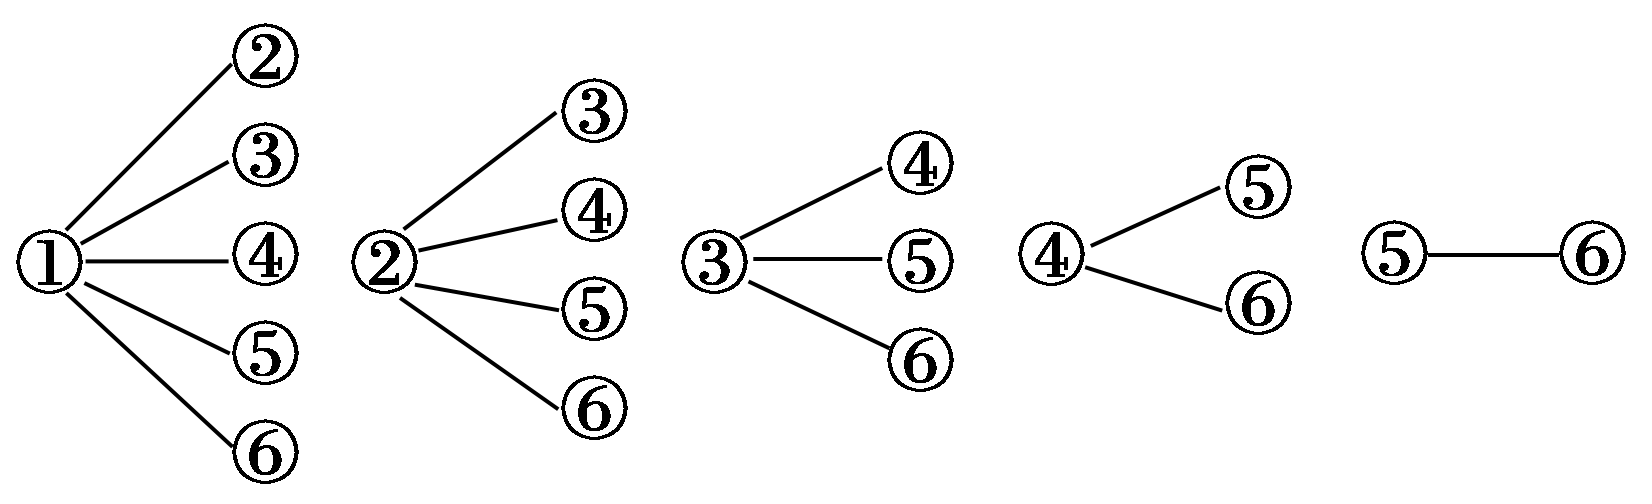 ① ② ③ ④ ⑤ ⑥
② ③ ④ ⑤ ⑥
③ ④ ⑤ ⑥
④ ⑤ ⑥
⑤ ⑥